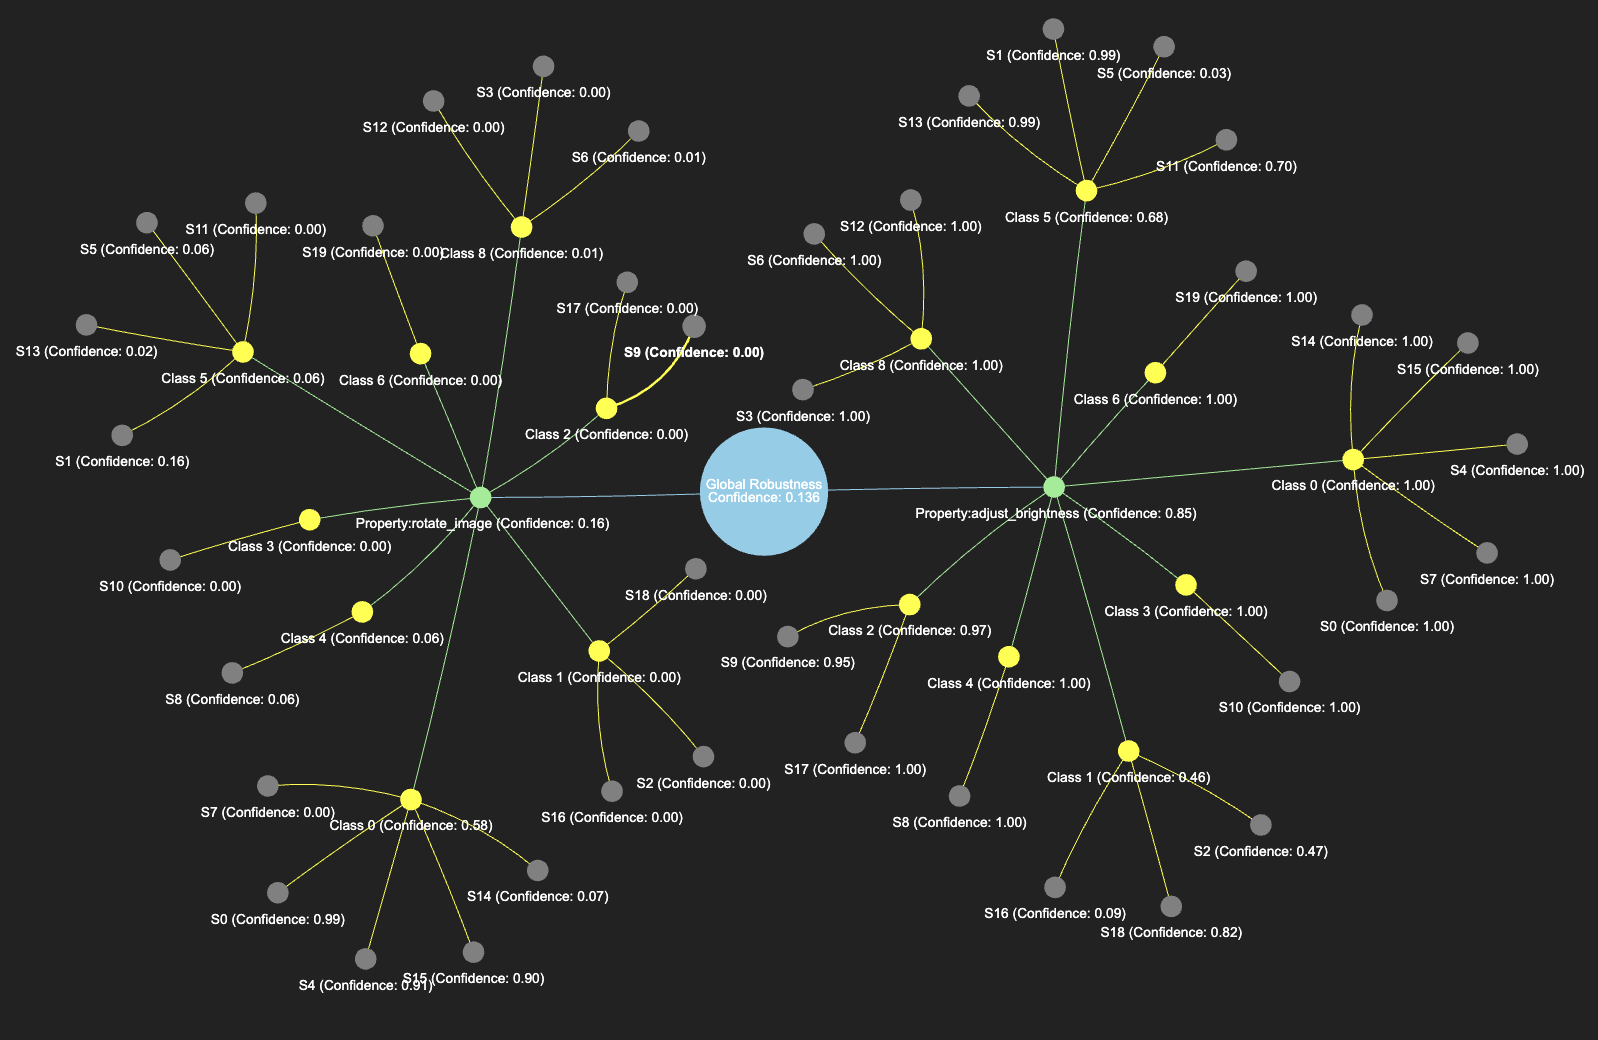 S1 (Confidence: 0.99)
S5 (Confidence: 0.03)
S3 (Confidence: 0.00)
S12 (Confidence: 0.00)
S13 (Confidence: 0.99)
S6 (Confidence: 0.01)
S11 (Confidence: 0.70)
Class 5 (Confidence: 0.68)
S11 (Confidence: 0.00)
S12 (Confidence: 1.00)
S5 (Confidence: 0.06)
S19 (Confidence: 0.00)
Class 8 (Confidence: 0.01)
S6 (Confidence: 1.00)
S19 (Confidence: 1.00)
S17 (Confidence: 0.00)
S14 (Confidence: 1.00)
S13 (Confidence: 0.02)
S9 (Confidence: 0.00)
Class 8 (Confidence: 1.00)
S15 (Confidence: 1.00)
Class 5 (Confidence: 0.06)
Class 6 (Confidence: 0.00)
Class 6 (Confidence: 1.00)
S3 (Confidence: 1.00)
Class 2 (Confidence: 0.00)
S1 (Confidence: 0.16)
S4 (Confidence: 1.00)
Global Robustness
Confidence: 0.136
Class 0 (Confidence: 1.00)
Property:rotate_image (Confidence: 0.16)
Property:adjust_brightness (Confidence: 0.85)
Class 3 (Confidence: 0.00)
S10 (Confidence: 0.00)
S7 (Confidence: 1.00)
S18 (Confidence: 0.00)
Class 3 (Confidence: 1.00)
S0 (Confidence: 1.00)
Class 4 (Confidence: 0.06)
Class 2 (Confidence: 0.97)
S9 (Confidence: 0.95)
Class 1 (Confidence: 0.00)
Class 4 (Confidence: 1.00)
S8 (Confidence: 0.06)
S10 (Confidence: 1.00)
S17 (Confidence: 1.00)
Class 1 (Confidence: 0.46)
S2 (Confidence: 0.00)
S7 (Confidence: 0.00)
S16 (Confidence: 0.00)
S8 (Confidence: 1.00)
Class 0 (Confidence: 0.58)
S2 (Confidence: 0.47)
S14 (Confidence: 0.07)
S0 (Confidence: 0.99)
S16 (Confidence: 0.09)
S18 (Confidence: 0.82)
S4 (Confidence: 0.91)
S15 (Confidence: 0.90)